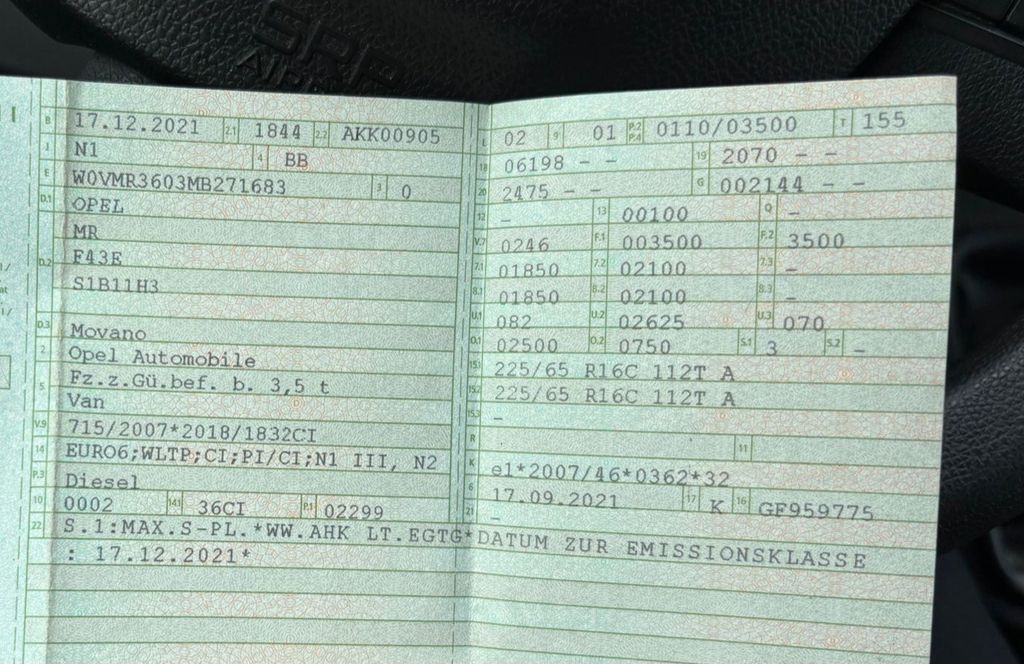 SRF
AIR
B 17.12.2021 2.1 1844 2.2 AKK00905
J N1 4 BB
E W0VMR3603MB271683 3 0
D.1 OPEL
MR
D.2 F43E
S1B11H3
D.3 Movano
2 Opel Automobile
5 Fz.z.Gü.bef. b. 3,5 t
Van
V.9 715/2007*2018/1832CI
14 EURO6;WLTP;CI;PI/CI;N1 III, N2
P.3 Diesel
10 0002 14.1 36CI P.1 02299
L 02 9 01 P.2 P.4 0110/03500 T 155
18 06198 – – 19 2070 – –
20 2475 – – G 002144 – –
12 – 13 00100 Q –
V.7 0246 F.1 003500 F.2 3500
7.1 01850 7.2 02100 7.3 –
8.1 01850 8.2 02100 8.3 –
U.1 082 U.2 02625 U.3 070
O.1 02500 O.2 0750 S.1 3 S.2 –
15.1 225/65 R16C 112T A
15.2 225/65 R16C 112T A
15.3 –
R 11
K e1*2007/46*0362*32
6 17.09.2021 17 K 16 GF959775
21 –
22 S.1:MAX.S-PL.*WW.AHK LT.EGTG*DATUM ZUR EMISSIONSKLASSE
: 17.12.2021*